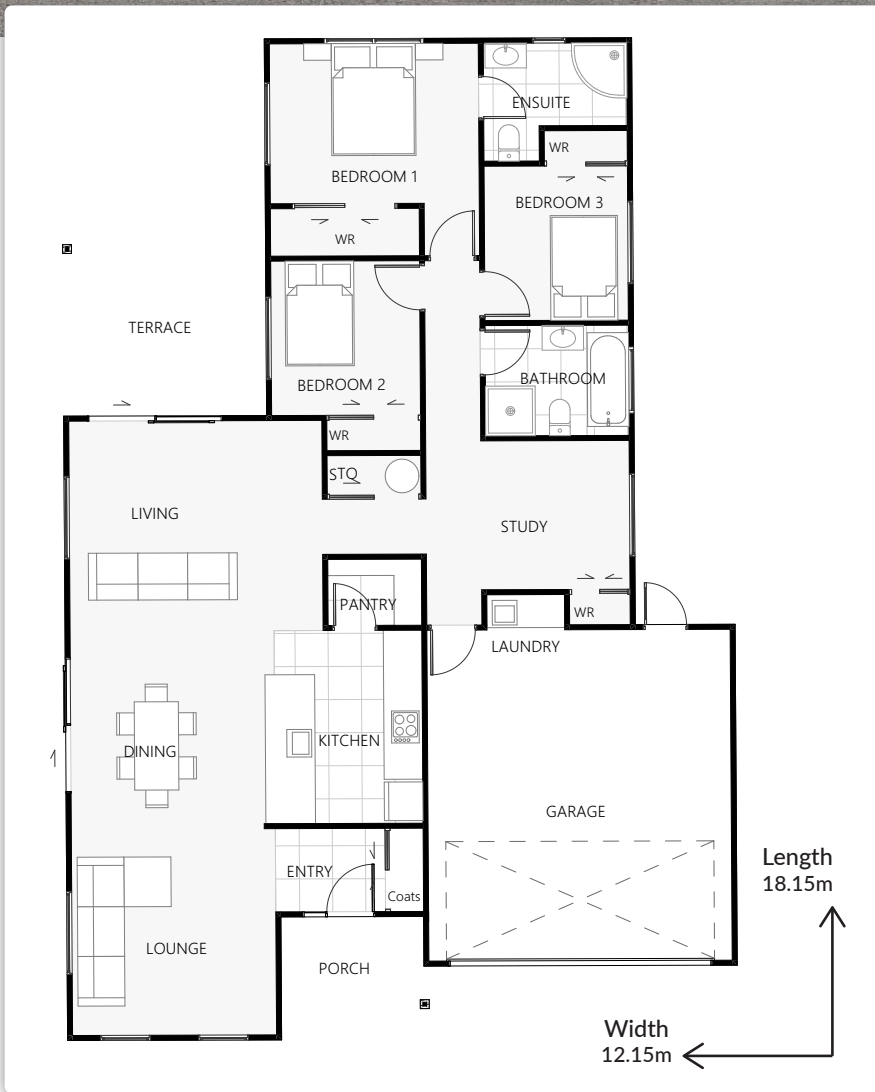 ENSUITE
WR
BEDROOM 1
BEDROOM 3
WR
TERRACE
BEDROOM 2
BATHROOM
WR
STQ
LIVING
STUDY
PANTRY
WR
LAUNDRY
DINING
KITCHEN
GARAGE
Length
18.15m
ENTRY
Coats
LOUNGE
PORCH
Width
12.15m